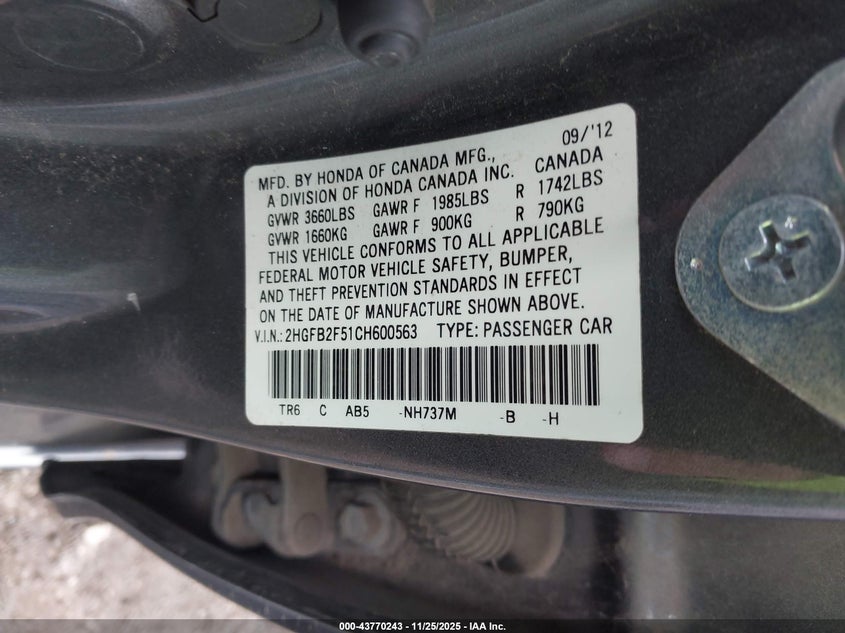 09/'12
MFD. BY HONDA OF CANADA MFG.,
A DIVISION OF HONDA CANADA INC. CANADA
GVWR 3660LBS GAWR F 1985LBS R 1742LBS
GVWR 1660KG GAWR F 900KG R 790KG
THIS VEHICLE CONFORMS TO ALL APPLICABLE
FEDERAL MOTOR VEHICLE SAFETY, BUMPER,
AND THEFT PREVENTION STANDARDS IN EFFECT
ON THE DATE OF MANUFACTURE SHOWN ABOVE.
V.I.N.: 2HGFB2F51CH600563 TYPE: PASSENGER CAR
TR6 C AB5 -NH737M -B -H
000-43770243 - 11/25/2025 - IAA Inc.